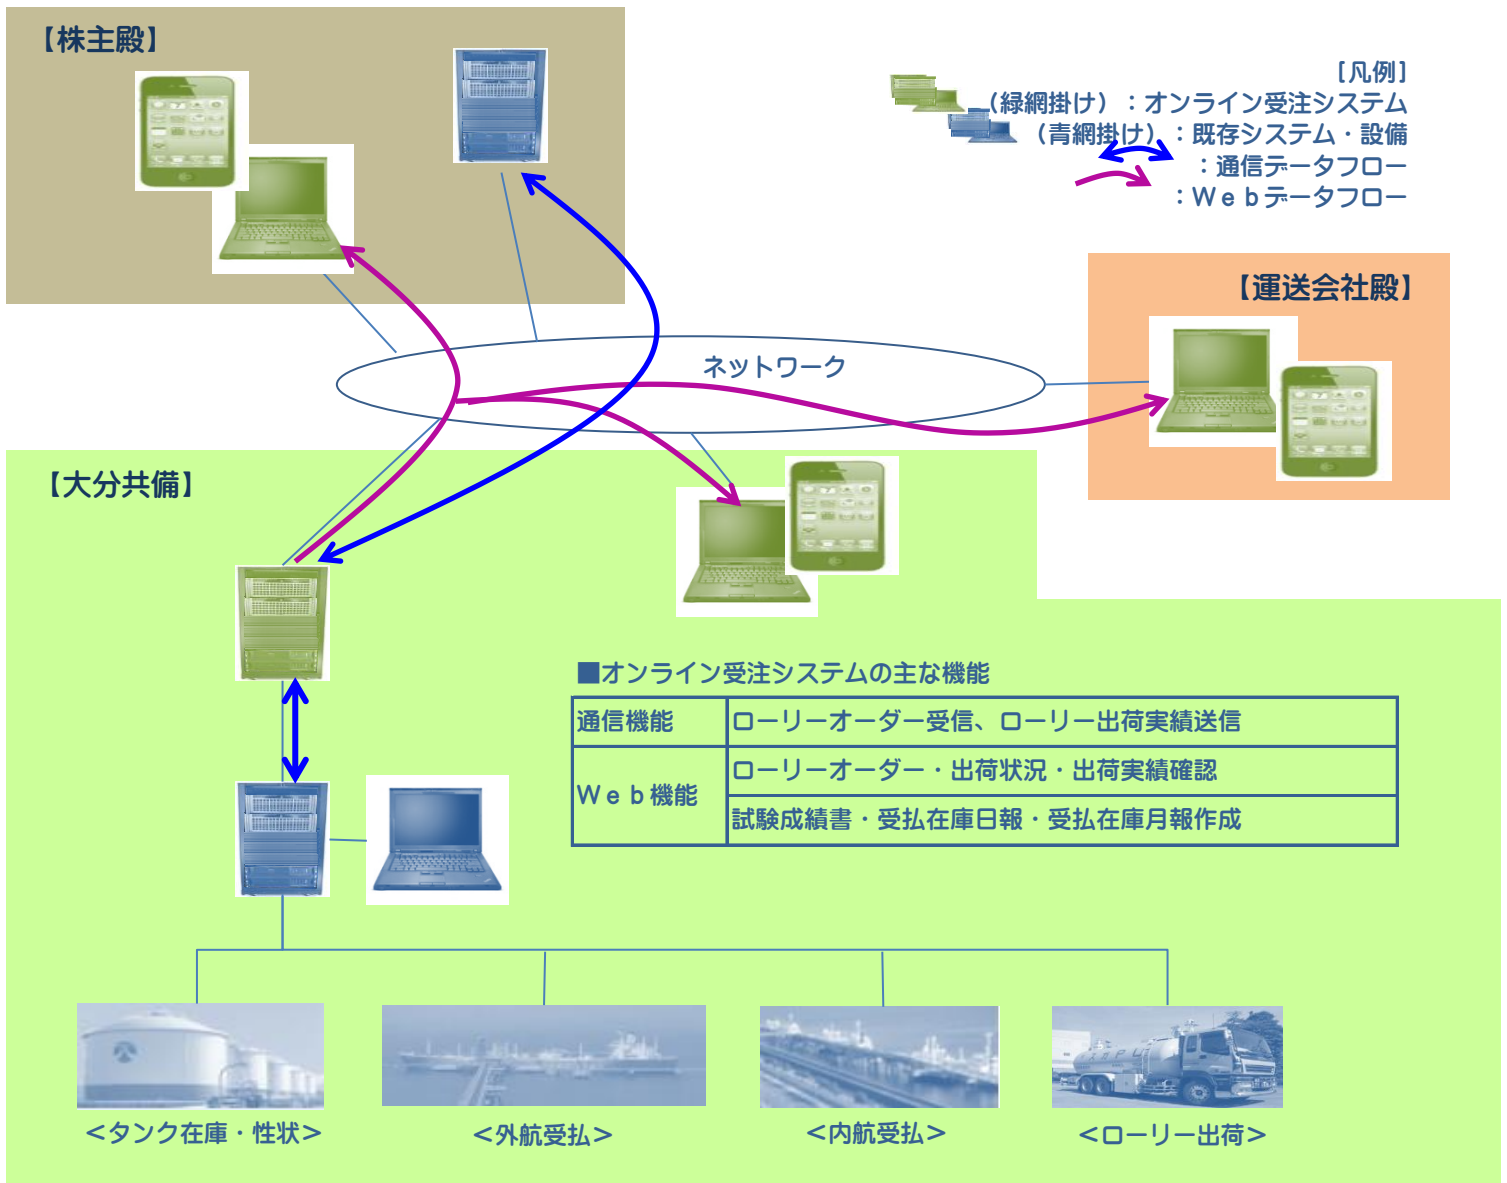 【株主殿】
[凡例]
（緑網掛け）：オンライン受注システム
（青網掛け）：既存システム・設備
：通信データフロー
：Ｗｅｂデータフロー
【運送会社殿】
ネットワーク
【大分共備】
■オンライン受注システムの主な機能
通信機能
ローリーオーダー受信、ローリー出荷実績送信
Ｗｅｂ機能
ローリーオーダー・出荷状況・出荷実績確認
試験成績書・受払在庫日報・受払在庫月報作成
＜タンク在庫・性状＞
＜外航受払＞
＜内航受払＞
＜ローリー出荷＞